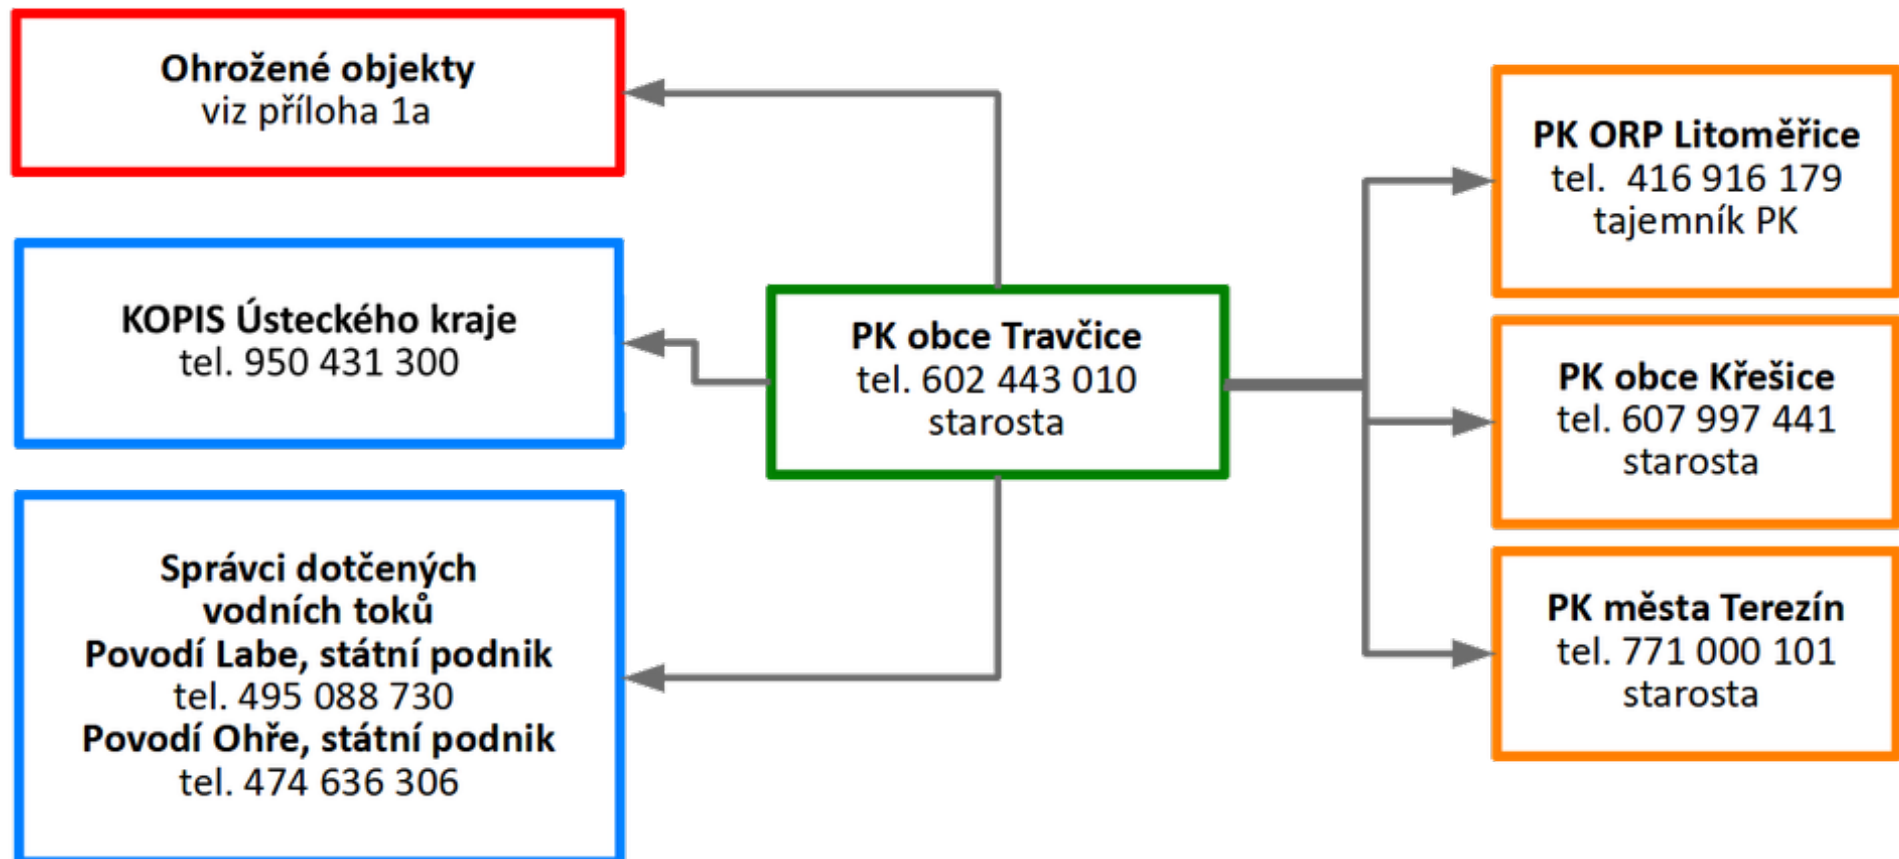 Ohrožené objekty
viz příloha 1a
KOPIS Ústeckého kraje
tel. 950 431 300
Správci dotčených
vodních toků
Povodí Labe, státní podnik
tel. 495 088 730
Povodí Ohře, státní podnik
tel. 474 636 306
PK obce Travčice
tel. 602 443 010
starosta
PK ORP Litoměřice
tel. 416 916 179
tajemník PK
PK obce Křešice
tel. 607 997 441
starosta
PK města Terezín
tel. 771 000 101
starosta